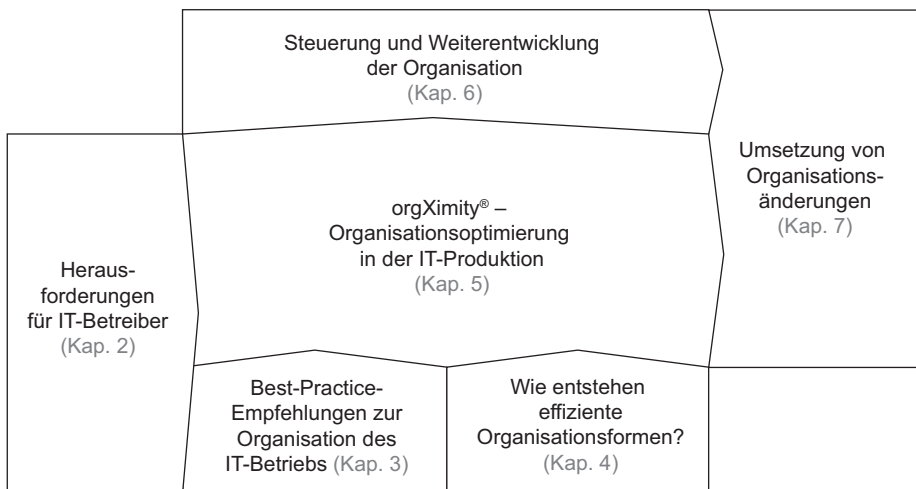 Steuerung und Weiterentwicklung
der Organisation
(Kap. 6)
Umsetzung von
Organisations-
änderungen
(Kap. 7)
orgXimity® –
Organisationsoptimierung
in der IT-Produktion
(Kap. 5)
Heraus-
forderungen
für IT-Betreiber
(Kap. 2)
Best-Practice-
Empfehlungen zur
Organisation des
IT-Betriebs (Kap. 3)
Wie entstehen
effiziente
Organisationsformen?
(Kap. 4)